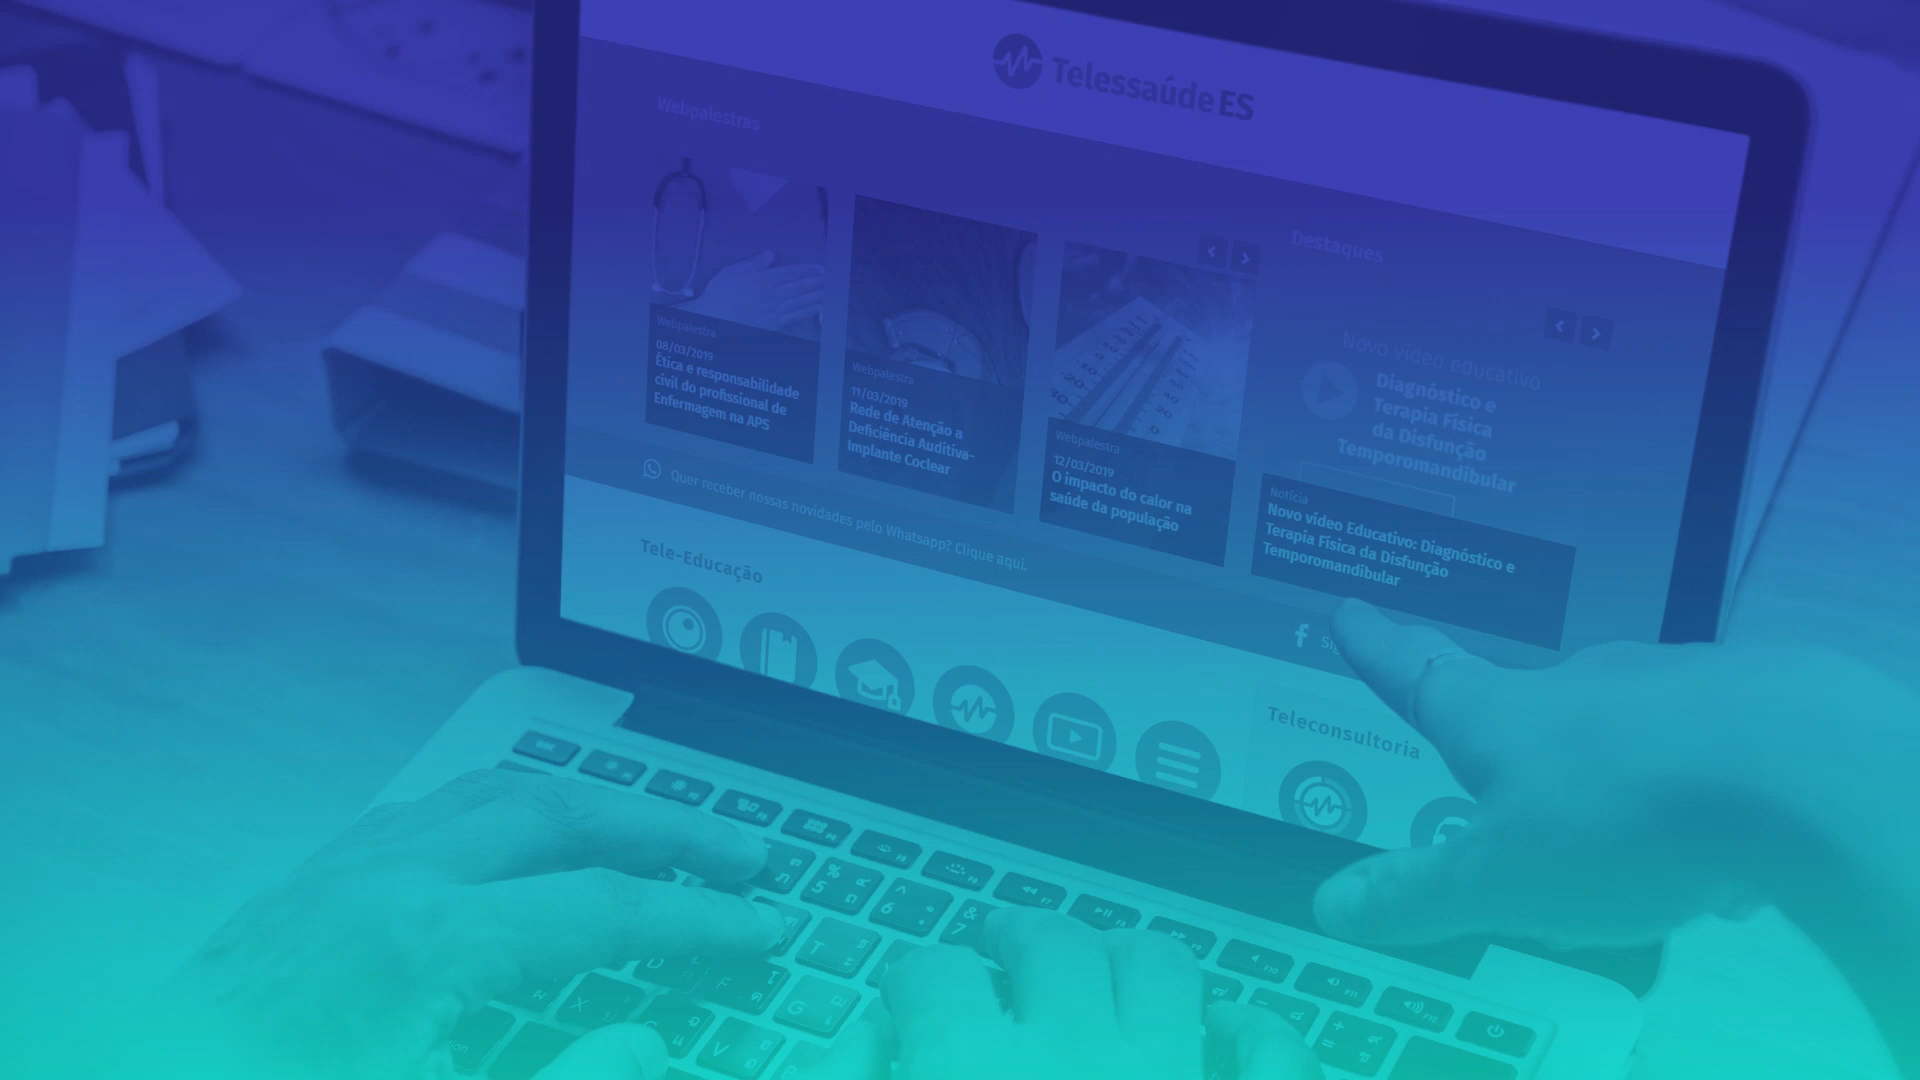 Telessaúde ES
Webpalestras
Webpalestra
08/03/2019
Ética e responsabilidade
civil do profissional de
Enfermagem na APS
Webpalestra
11/03/2019
Rede de Atenção a
Deficiência Auditiva-
Implante Coclear
Webpalestra
12/03/2019
O impacto do calor na
saúde da população
Destaques
Novo vídeo educativo
Diagnóstico e
Terapia Física
da Disfunção
Temporomandibular
Notícia
Novo vídeo Educativo: Diagnóstico e
Terapia Física da Disfunção
Temporomandibular
Quer receber nossas novidades pelo Whatsapp? Clique aqui.
Tele-Educação
Teleconsultoria
% 5
^ 6
& 7
T
D F G
X C V